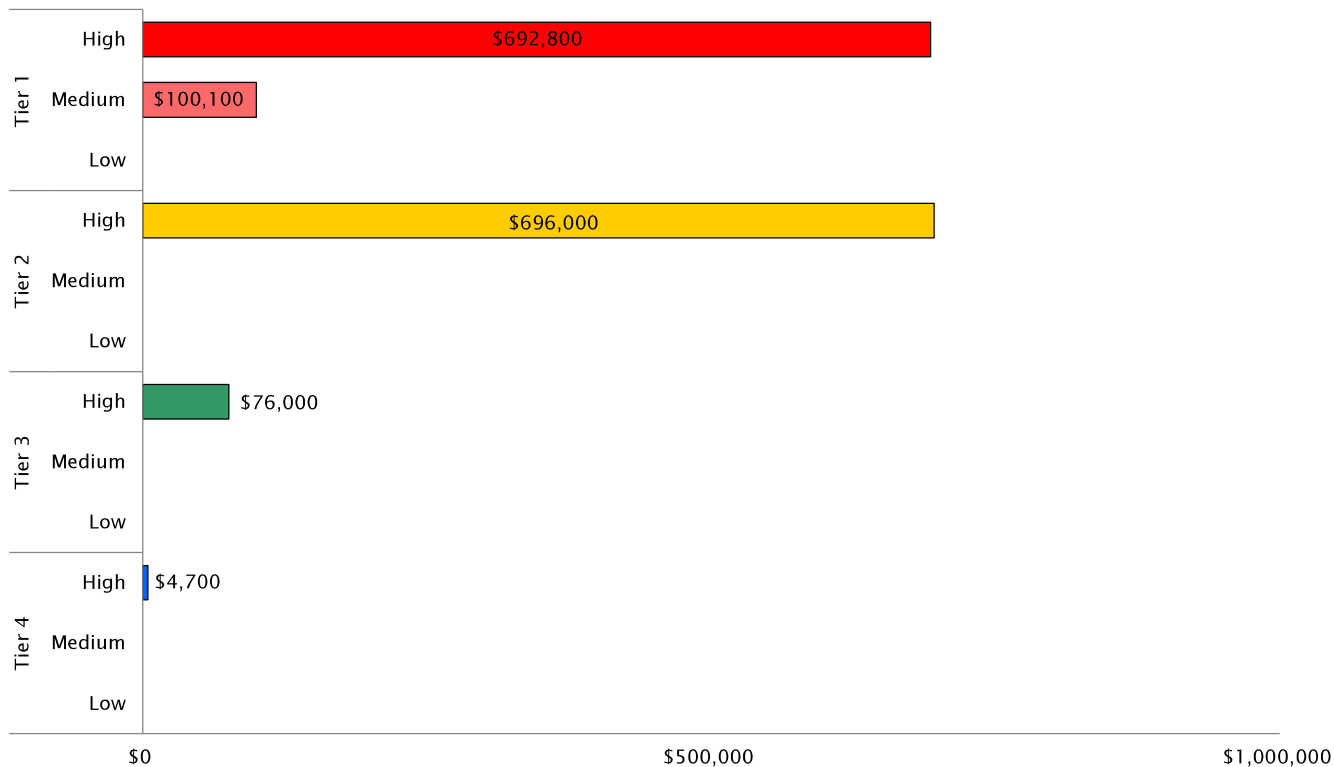 Tier 1
High
$692,800
Medium
$100,100
Low
Tier 2
High
$696,000
Medium
Low
Tier 3
High
$76,000
Medium
Low
Tier 4
High
$4,700
Medium
Low
$0
$500,000
$1,000,000